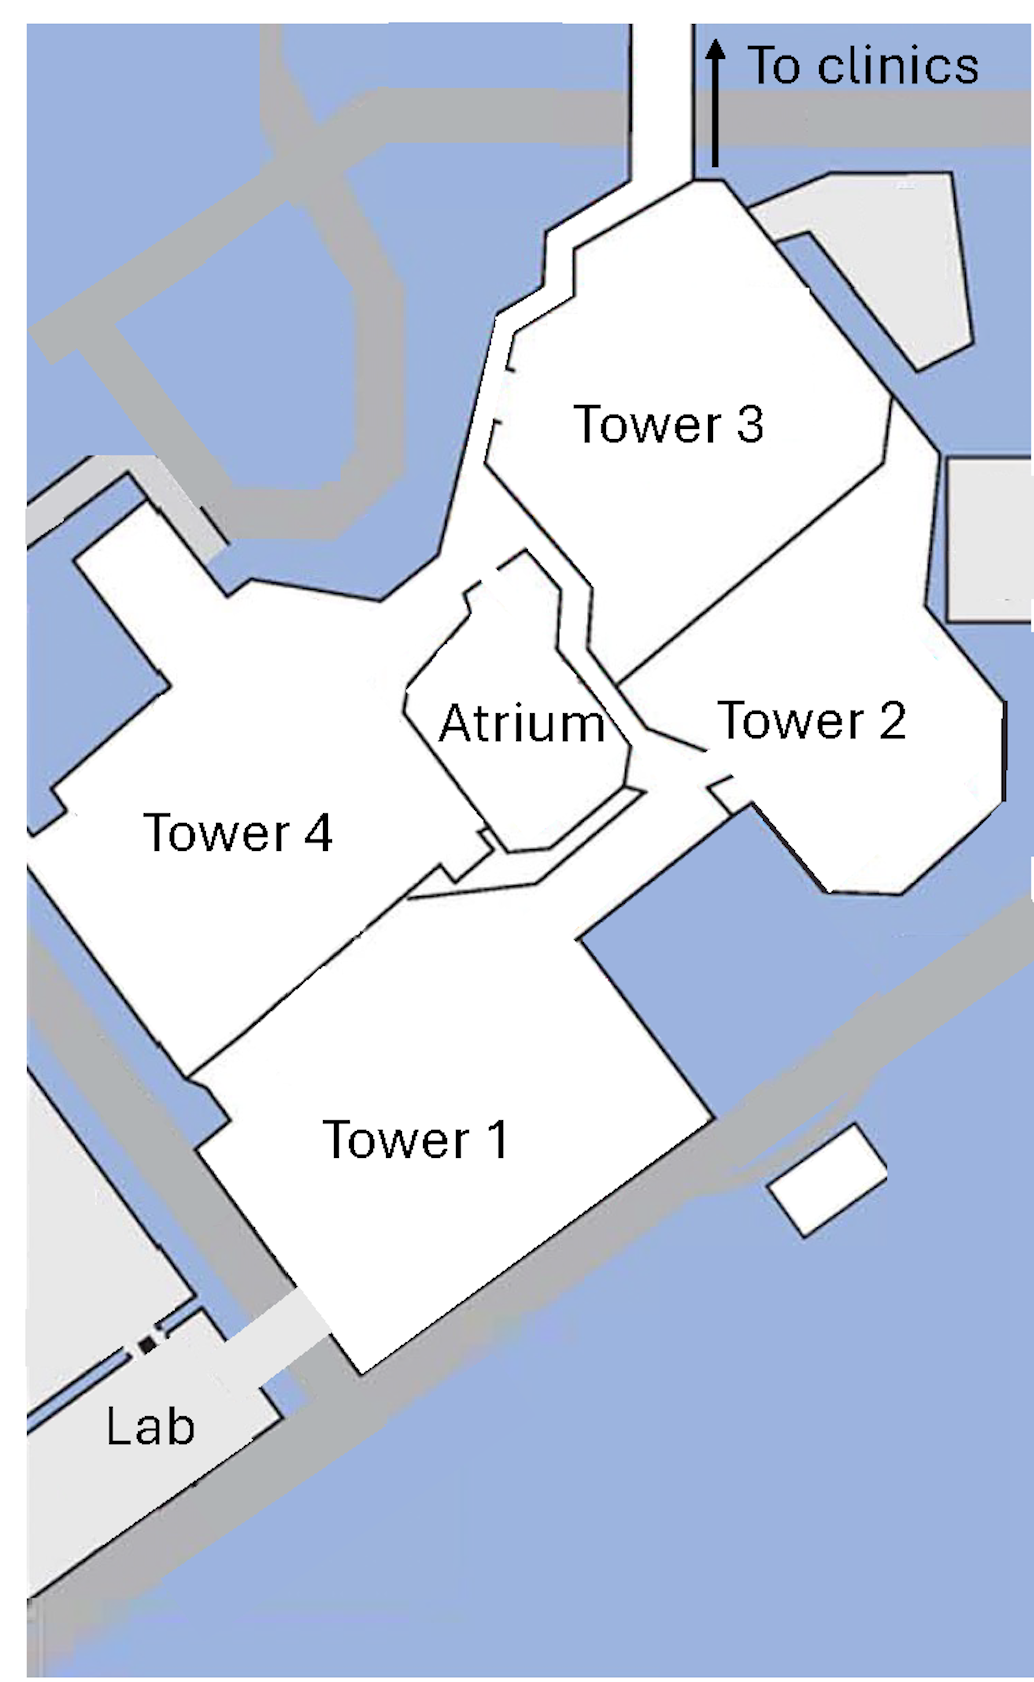 To clinics
Tower 3
Tower 2
Atrium
Tower 4
Tower 1
Lab